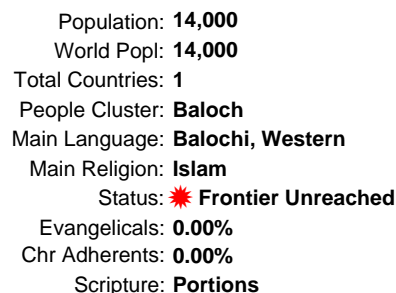 Population: 14,000
World Popl: 14,000
Total Countries: 1
People Cluster: Baloch
Main Language: Balochi, Western
Main Religion: Islam
Status: Frontier Unreached
Evangelicals: 0.00%
Chr Adherents: 0.00%
Scripture: Portions